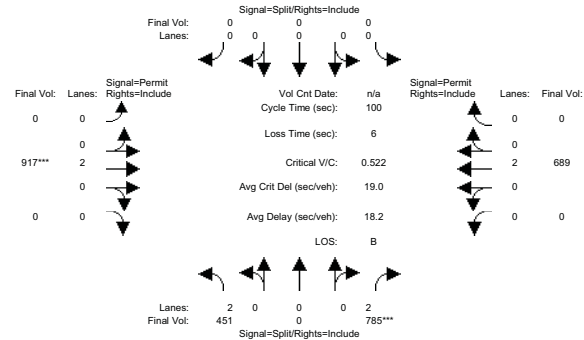 Signal=Split/Rights=Include
Final Vol: 0 0 0
Lanes: 0 0 0 0 0
Signal=Permit
Rights=Include
Final Vol: Lanes:
Vol Cnt Date: n/a
Signal=Permit
Rights=Include
Lanes: Final Vol:
Cycle Time (sec): 100
0 0
0 0
Loss Time (sec): 6
0
0
917*** 2
Critical V/C: 0.522
2 689
0
Avg Crit Del (sec/veh): 19.0
0
0 0
Avg Delay (sec/veh): 18.2
0 0
LOS: B
Lanes: 2 0 0 0 2
Final Vol: 451 0 785***
Signal=Split/Rights=Include